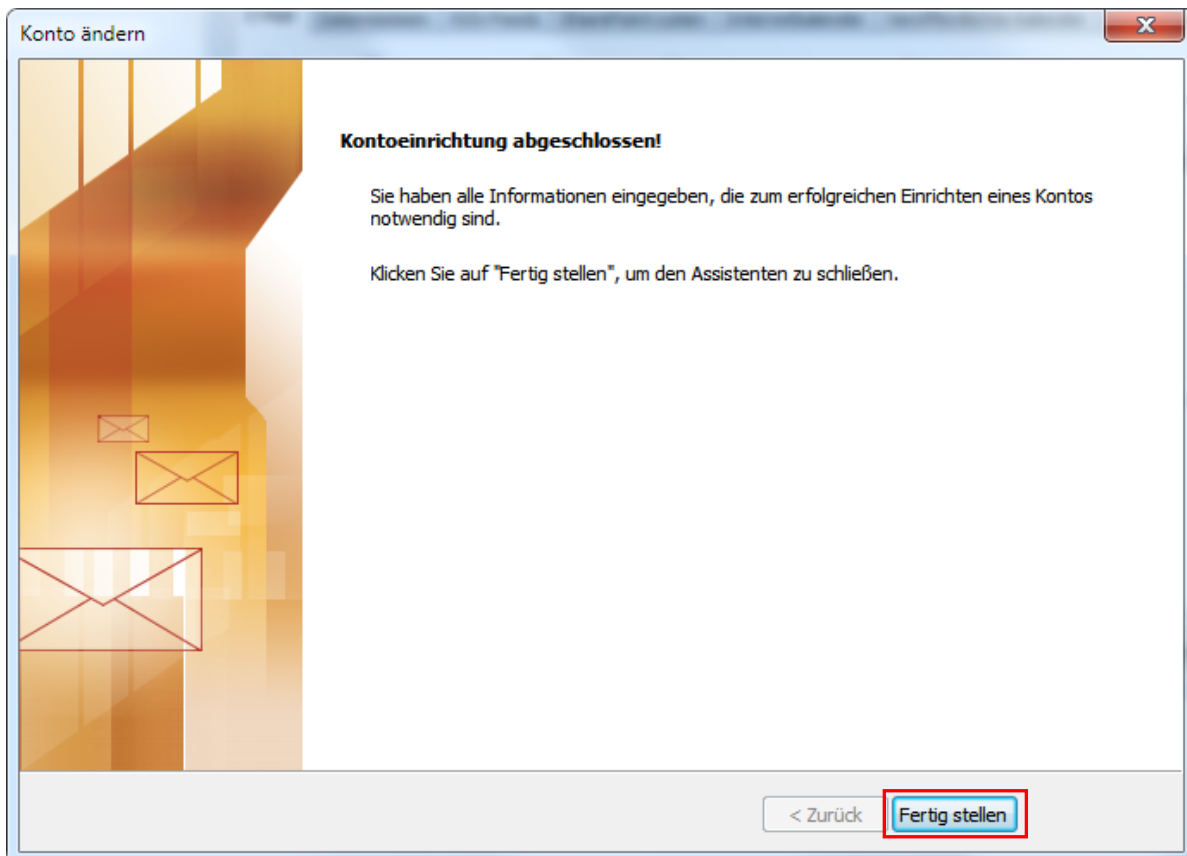 Konto ändern
Kontoeinrichtung abgeschlossen!
Sie haben alle Informationen eingegeben, die zum erfolgreichen Einrichten eines Kontos
notwendig sind.
Klicken Sie auf "Fertig stellen", um den Assistenten zu schließen.
< Zurück
Fertig stellen